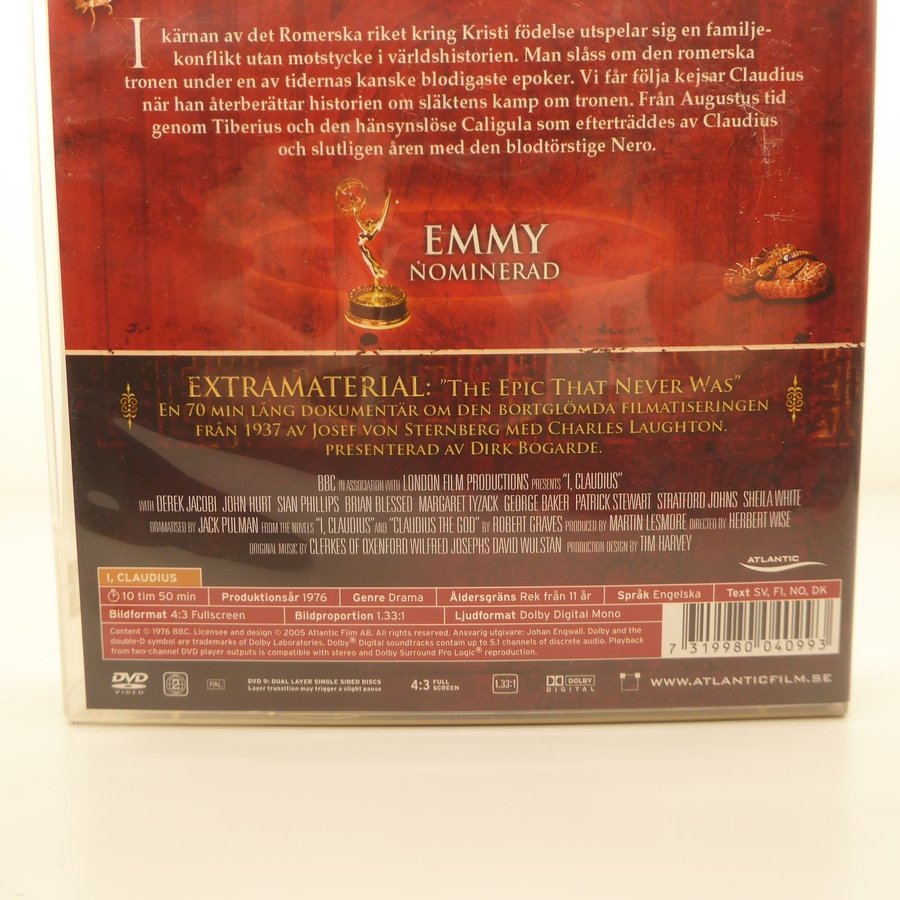 I kärnan av det Romerska riket kring Kristi födelse utspelar sig en familje-
konflikt utan motstycke i världshistorien. Man slåss om den romerska
tronen under en av tidernas kanske blodigaste epoker. Vi får följa kejsar Claudius
när han återberättar historien om släktens kamp om tronen. Från Augustus tid
genom Tiberius och den hänsynslöse Caligula som efterträddes av Claudius
och slutligen åren med den blodtörstige Nero.
EMMY
NOMINERAD
EXTRAMATERIAL: "THE EPIC THAT NEVER WAS"
EN 70 MIN LÅNG DOKUMENTÄR OM DEN BORTGLÖMDA FILMATISERINGEN
FRÅN 1937 AV JOSEF VON STERNBERG MED CHARLES LAUGHTON.
PRESENTERAD AV DIRK BOGARDE.
BBC IN ASSOCIATION WITH LONDON FILM PRODUCTIONS PRESENTS "I, CLAUDIUS"
WITH DEREK JACOBI JOHN HURT SIAN PHILLIPS BRIAN BLESSED MARGARET TYZACK GEORGE BAKER PATRICK STEWART STRATFORD JOHNS SHEILA WHITE
DRAMATISED BY JACK PULMAN FROM THE NOVELS "I, CLAUDIUS" AND "CLAUDIUS THE GOD" BY ROBERT GRAVES PRODUCED BY MARTIN LESMORE DIRECTED BY HERBERT WISE
ORIGINAL MUSIC BY CLERKES OF OXENFORD WILFRED JOSEPHS DAVID WULSTAN PRODUCTION DESIGN BY TIM HARVEY
ATLANTIC
I, CLAUDIUS
10 tim 50 min Produktionsår 1976 Genre Drama Åldersgräns Rek från 11 år Språk Engelska Text SV, FI, NO, DK
Bildformat 4:3 Fullscreen Bildproportion 1.33:1 Ljudformat Dolby Digital Mono
Content © 1976 BBC. Licensee and design © 2005 Atlantic Film AB. All rights reserved. Ansvarig utgivare: Johan Engwall. Dolby and the
double-D symbol are trademarks of Dolby Laboratories. Dolby® Digital soundtracks contain up to 5.1 channels of discrete audio. Playback
from two-channel DVD player outputs is compatible with stereo and Dolby Surround Pro Logic® reproduction.
7 319980 040993
DVD VIDEO 2 PAL DVD 9: DUAL LAYER SINGLE SIDED DISCS
Layer transition may trigger a slight pause
4:3 FULL SCREEN 1.33:1 DOLBY DIGITAL WWW.ATLANTICFILM.SE